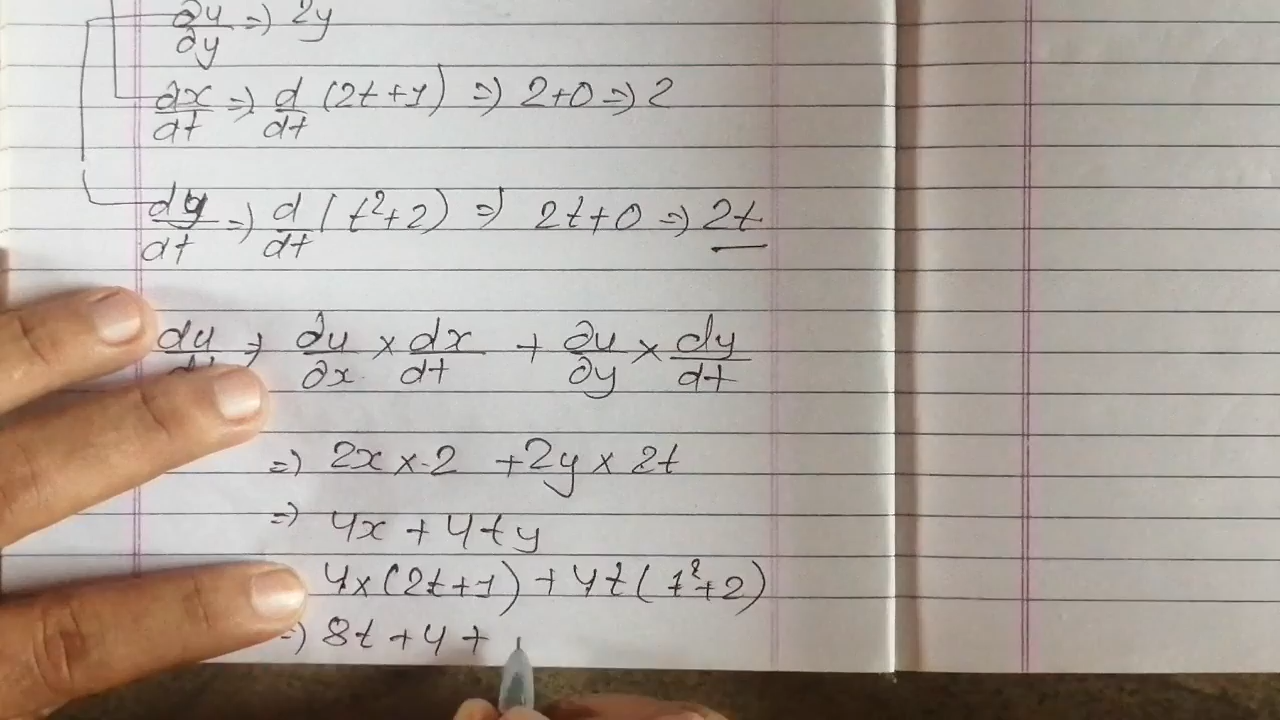 ∂u/∂y ⇒ 2y
∂x/dt ⇒ d/dt (2t+1) ⇒ 2+0 ⇒ 2
dy/dt ⇒ d/dt (t²+2) ⇒ 2t+0 ⇒ 2t
du/dt ⇒ ∂u/∂x × dx/dt + ∂u/∂y × dy/dt
⇒ 2x × 2 + 2y × 2t
⇒ 4x + 4ty
4×(2t+1) + 4t(t²+2)
⇒ 8t + 4 +